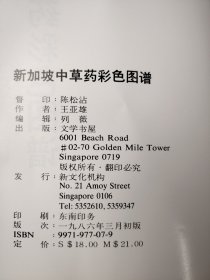 新加坡中草药彩色图谱
督　印：陈松沾
作　者：王亚雄
编　辑：列　薇
出　版：文学书屋
6001 Beach Road
#02-70 Golden Mile Tower
Singapore 0719
版权所有·翻印必究
发　行：新文化机构
No. 21 Amoy Street
Singapore 0106
Tel: 5352610, 5359347
印　刷：东南印务
版　次：一九八六年三月初版
ISBN : 9971-977-07-9
定　价：S$18.00 M$21.00